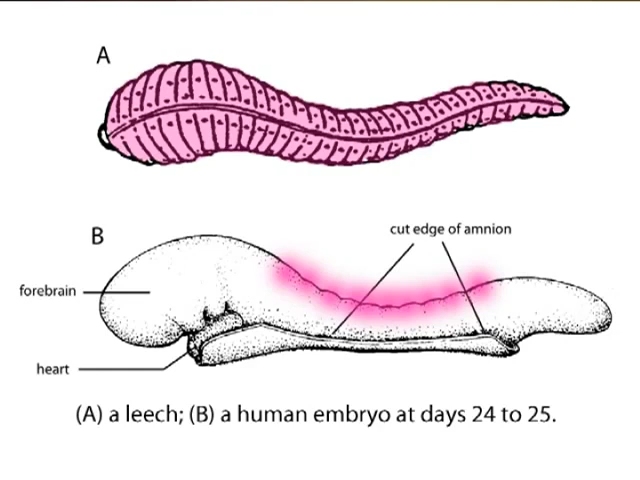 A
B
cut edge of amnion
forebrain
heart
(A) a leech; (B) a human embryo at days 24 to 25.